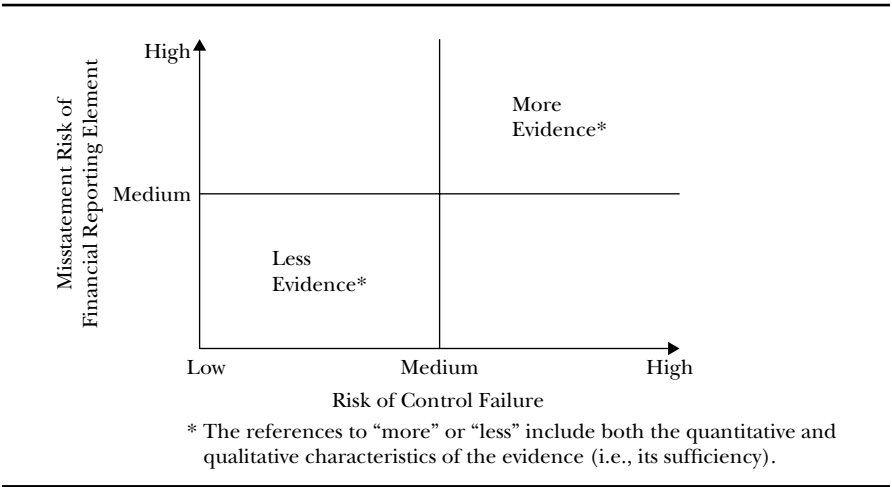 High
Misstatement Risk of
Financial Reporting Element
More
Evidence*
Medium
Less
Evidence*
Low
Medium
High
Risk of Control Failure
* The references to “more” or “less” include both the quantitative and
qualitative characteristics of the evidence (i.e., its sufficiency).